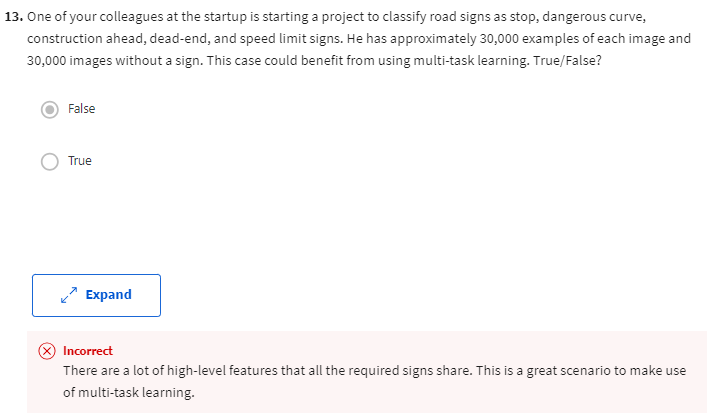 13. One of your colleagues at the startup is starting a project to classify road signs as stop, dangerous curve,
construction ahead, dead-end, and speed limit signs. He has approximately 30,000 examples of each image and
30,000 images without a sign. This case could benefit from using multi-task learning. True/False?
False
True
Expand
Incorrect
There are a lot of high-level features that all the required signs share. This is a great scenario to make use
of multi-task learning.